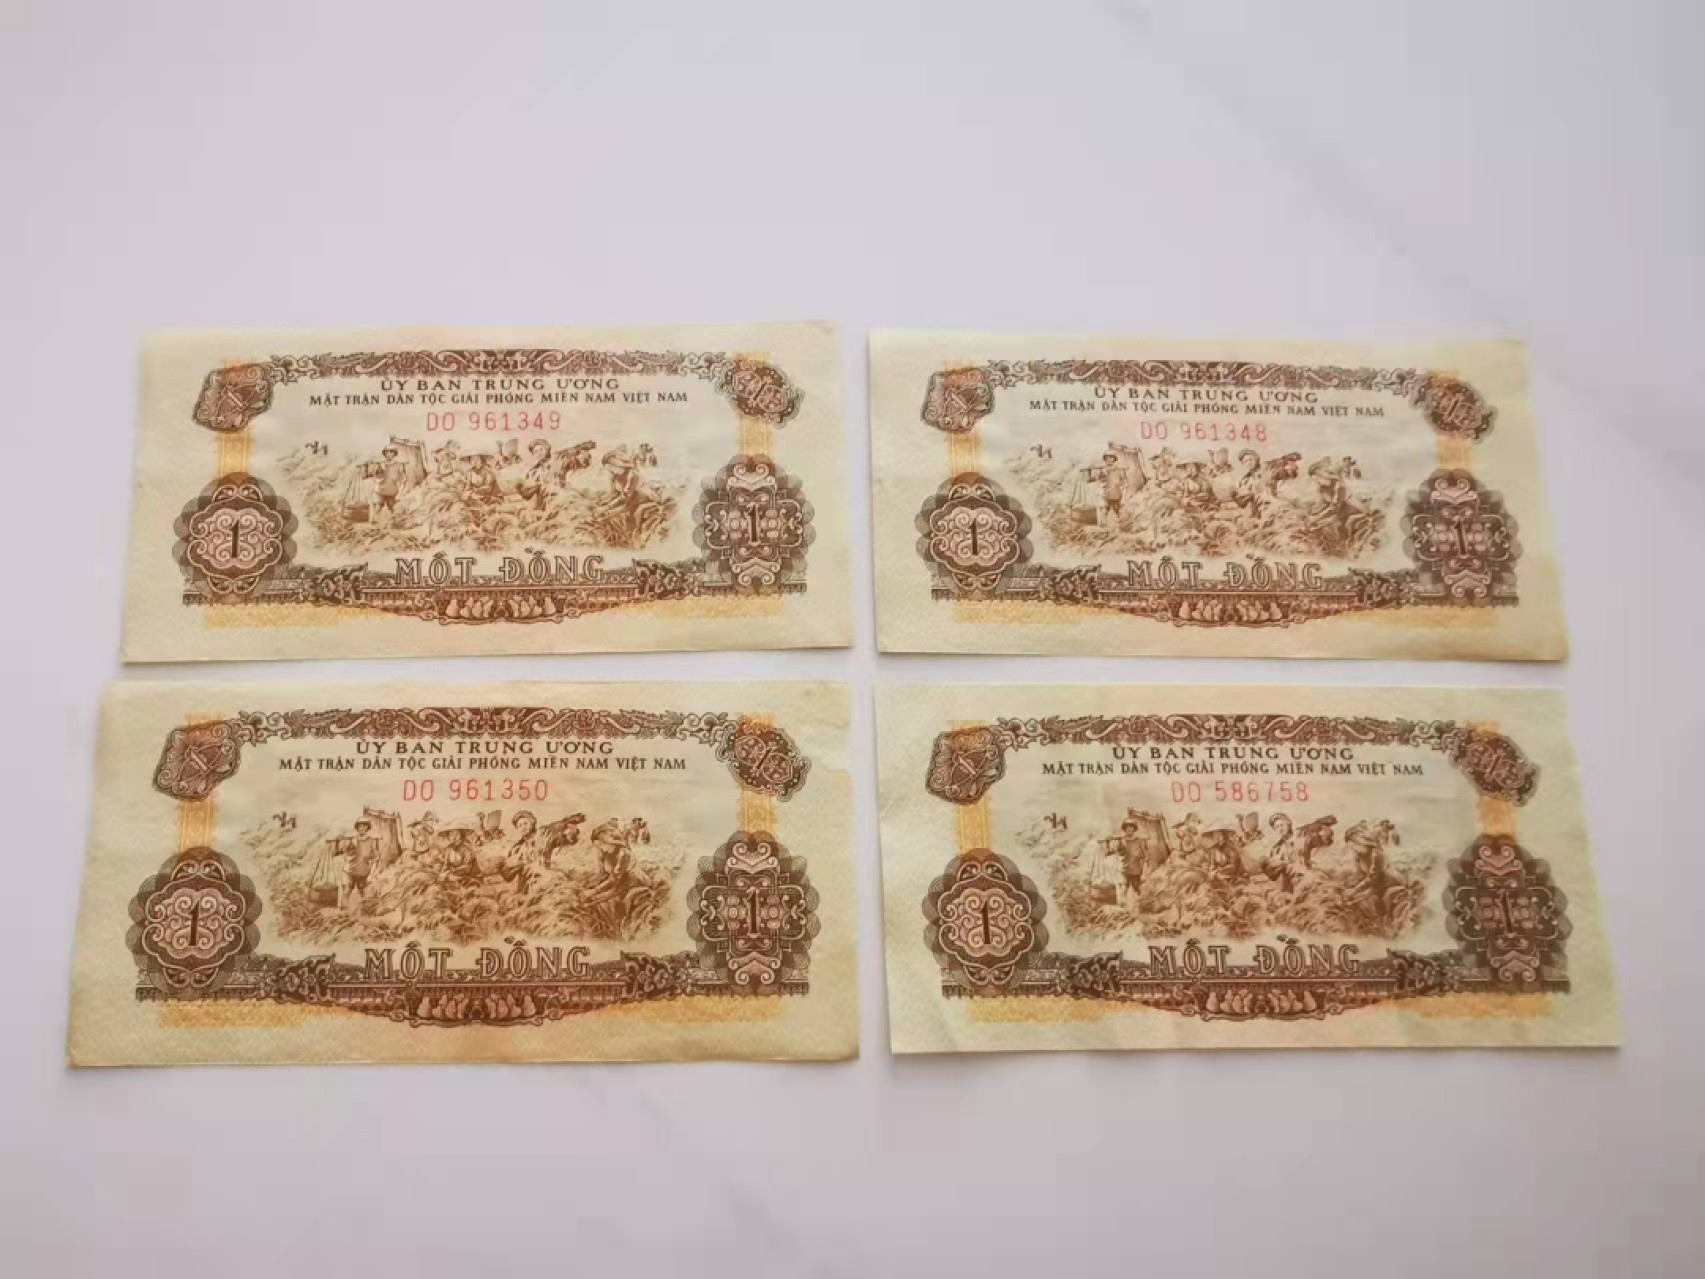 ỦY BAN TRUNG ƯƠNG
MẶT TRẬN DÂN TỘC GIẢI PHÓNG MIỀN NAM VIỆT NAM
DO 961349
1
1
1
MỘT ĐỒNG
ỦY BAN TRUNG ƯƠNG
MẶT TRẬN DÂN TỘC GIẢI PHÓNG MIỀN NAM VIỆT NAM
DO 961348
1
1
1
MỘT ĐỒNG
ỦY BAN TRUNG ƯƠNG
MẶT TRẬN DÂN TỘC GIẢI PHÓNG MIỀN NAM VIỆT NAM
DO 961350
1
1
1
MỘT ĐỒNG
ỦY BAN TRUNG ƯƠNG
MẶT TRẬN DÂN TỘC GIẢI PHÓNG MIỀN NAM VIỆT NAM
DO 586758
1
1
1
MỘT ĐỒNG